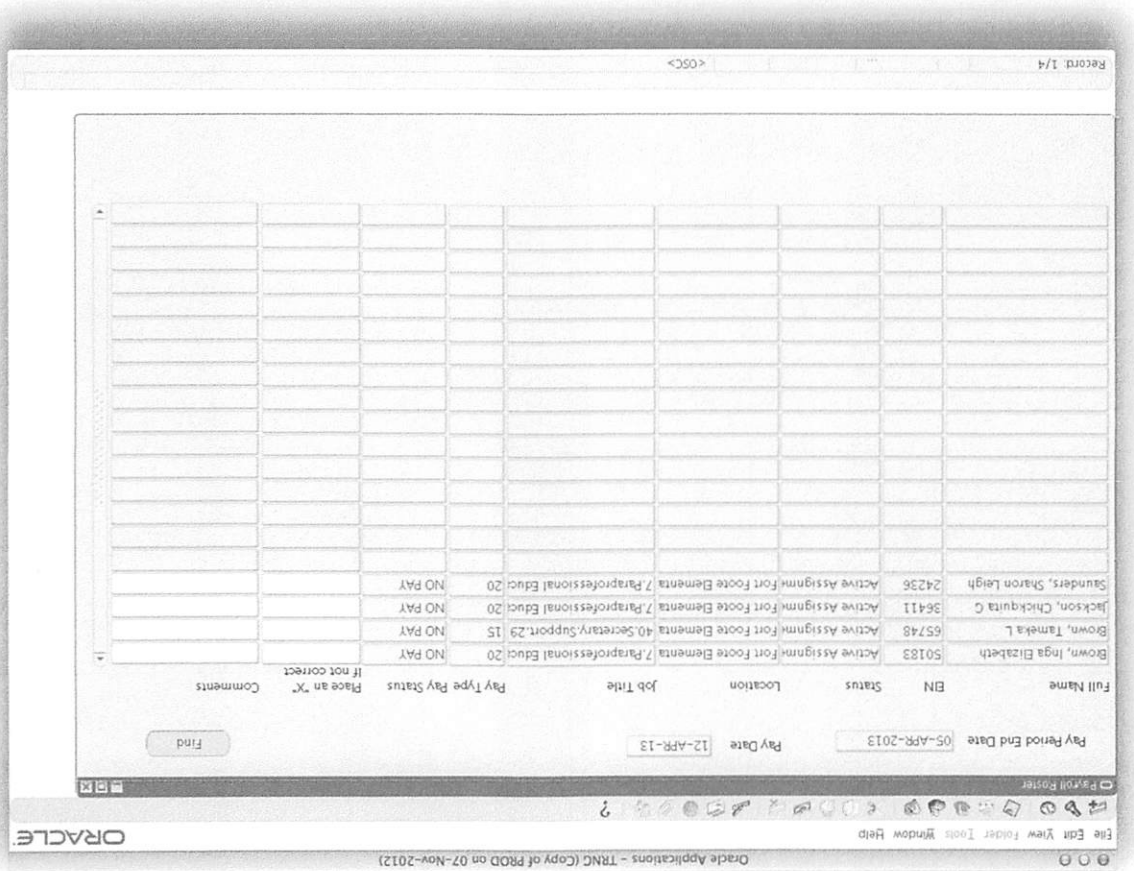 Oracle Applications - TRNG (Copy of PROD on 07-Nov-2012)
File Edit View Folder Tools Window Help
ORACLE
Payroll Roster
Pay Period End Date 05-APR-2013 Pay Date 12-APR-13 Find
Full Name EIN Status Location Job Title Pay Type Pay Status Place an "X" If not correct Comments
Brown, Inga Elizabeth 50183 Active Assignm Fort Foote Elementa 7.Paraprofessional Educ 20 NO PAY
Brown, Tameka L 65748 Active Assignm Fort Foote Elementa 40.Secretary.Support.29 15 NO PAY
Jackson, Chickquita C 36411 Active Assignm Fort Foote Elementa 7.Paraprofessional Educ 20 NO PAY
Saunders, Sharon Leigh 24236 Active Assignm Fort Foote Elementa 7.Paraprofessional Educ 20 NO PAY
Record: 1/4 ... <OSC>